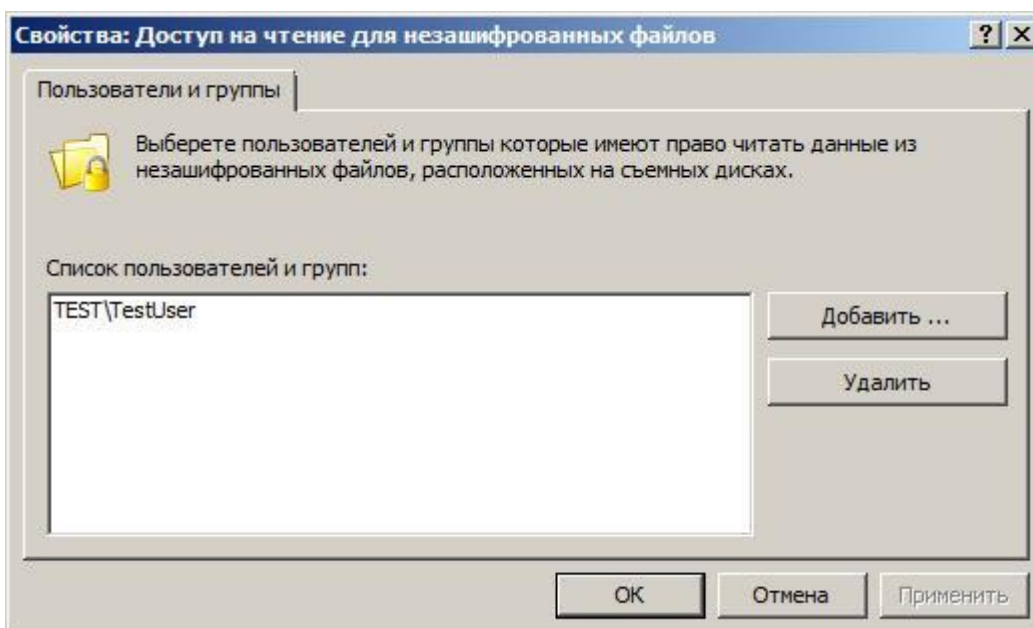 Свойства: Доступ на чтение для незашифрованных файлов
Пользователи и группы
Выберете пользователей и группы которые имеют право читать данные из
незашифрованных файлов, расположенных на съемных дисках.
Список пользователей и групп:
TEST\TestUser
Добавить ...
Удалить
OK
Отмена
Применить